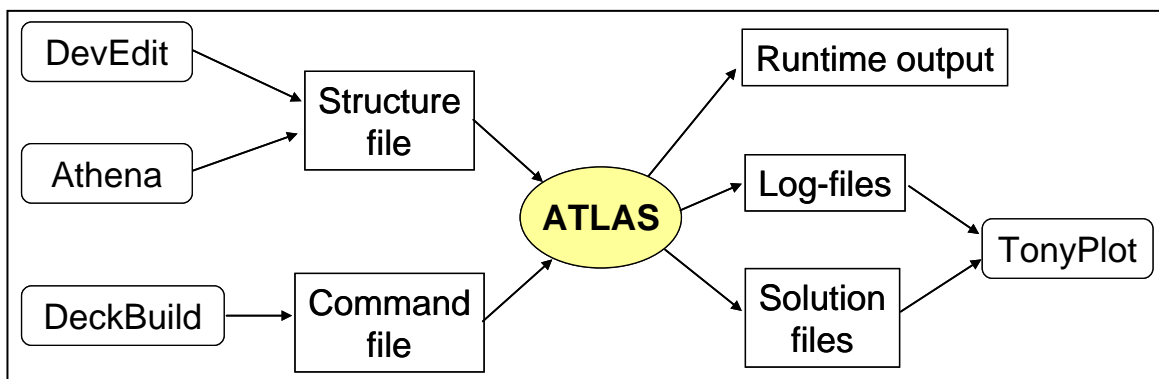 DevEdit
Athena
DeckBuild
Structure
file
Command
file
ATLAS
Runtime output
Log-files
Solution
files
TonyPlot